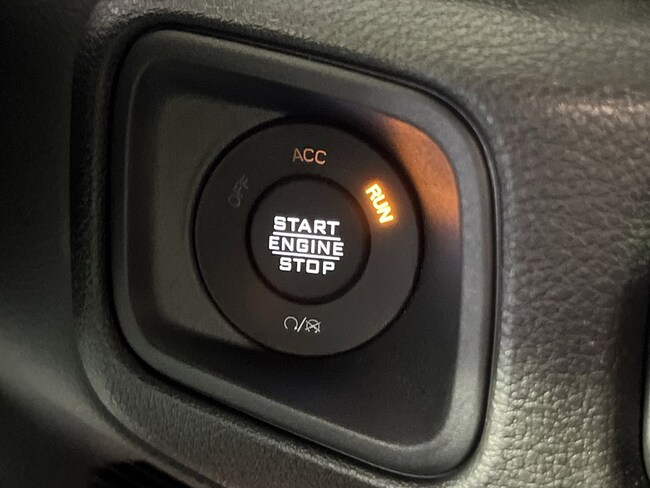 ACC
OFF
RUN
START
ENGINE
STOP